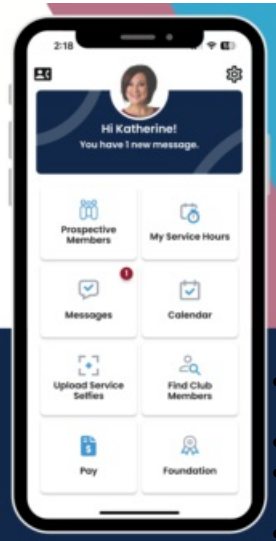 2:18
Hi Katherine!
You have 1 new message.
Prospective
Members
My Service Hours
1
Messages
Calendar
Upload Service
Selfies
Find Club
Members
Pay
Foundation